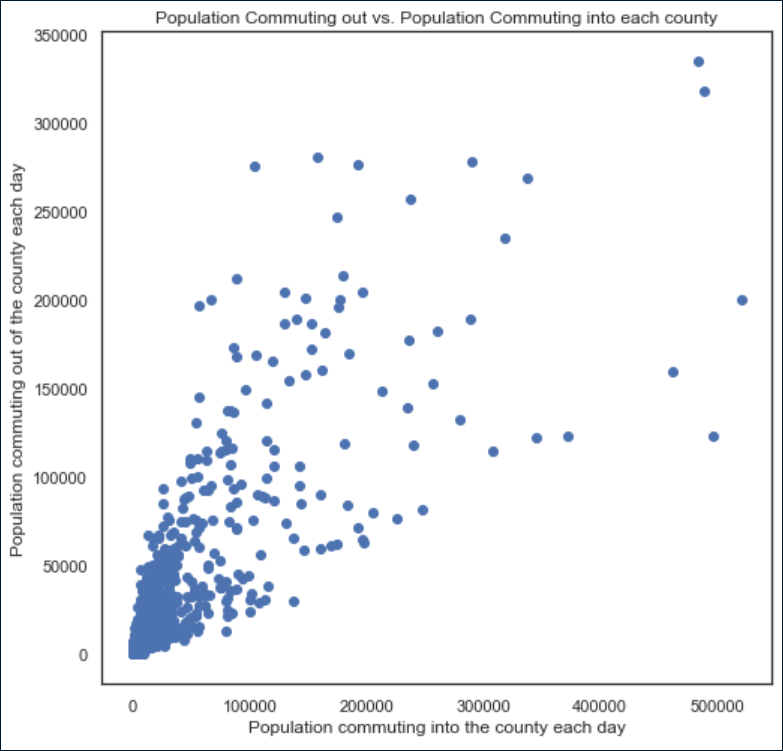 Population Commuting out vs. Population Commuting into each county
350000
300000
250000
200000
150000
100000
50000
0
Population commuting out of the county each day
0 100000 200000 300000 400000 500000
Population commuting into the county each day